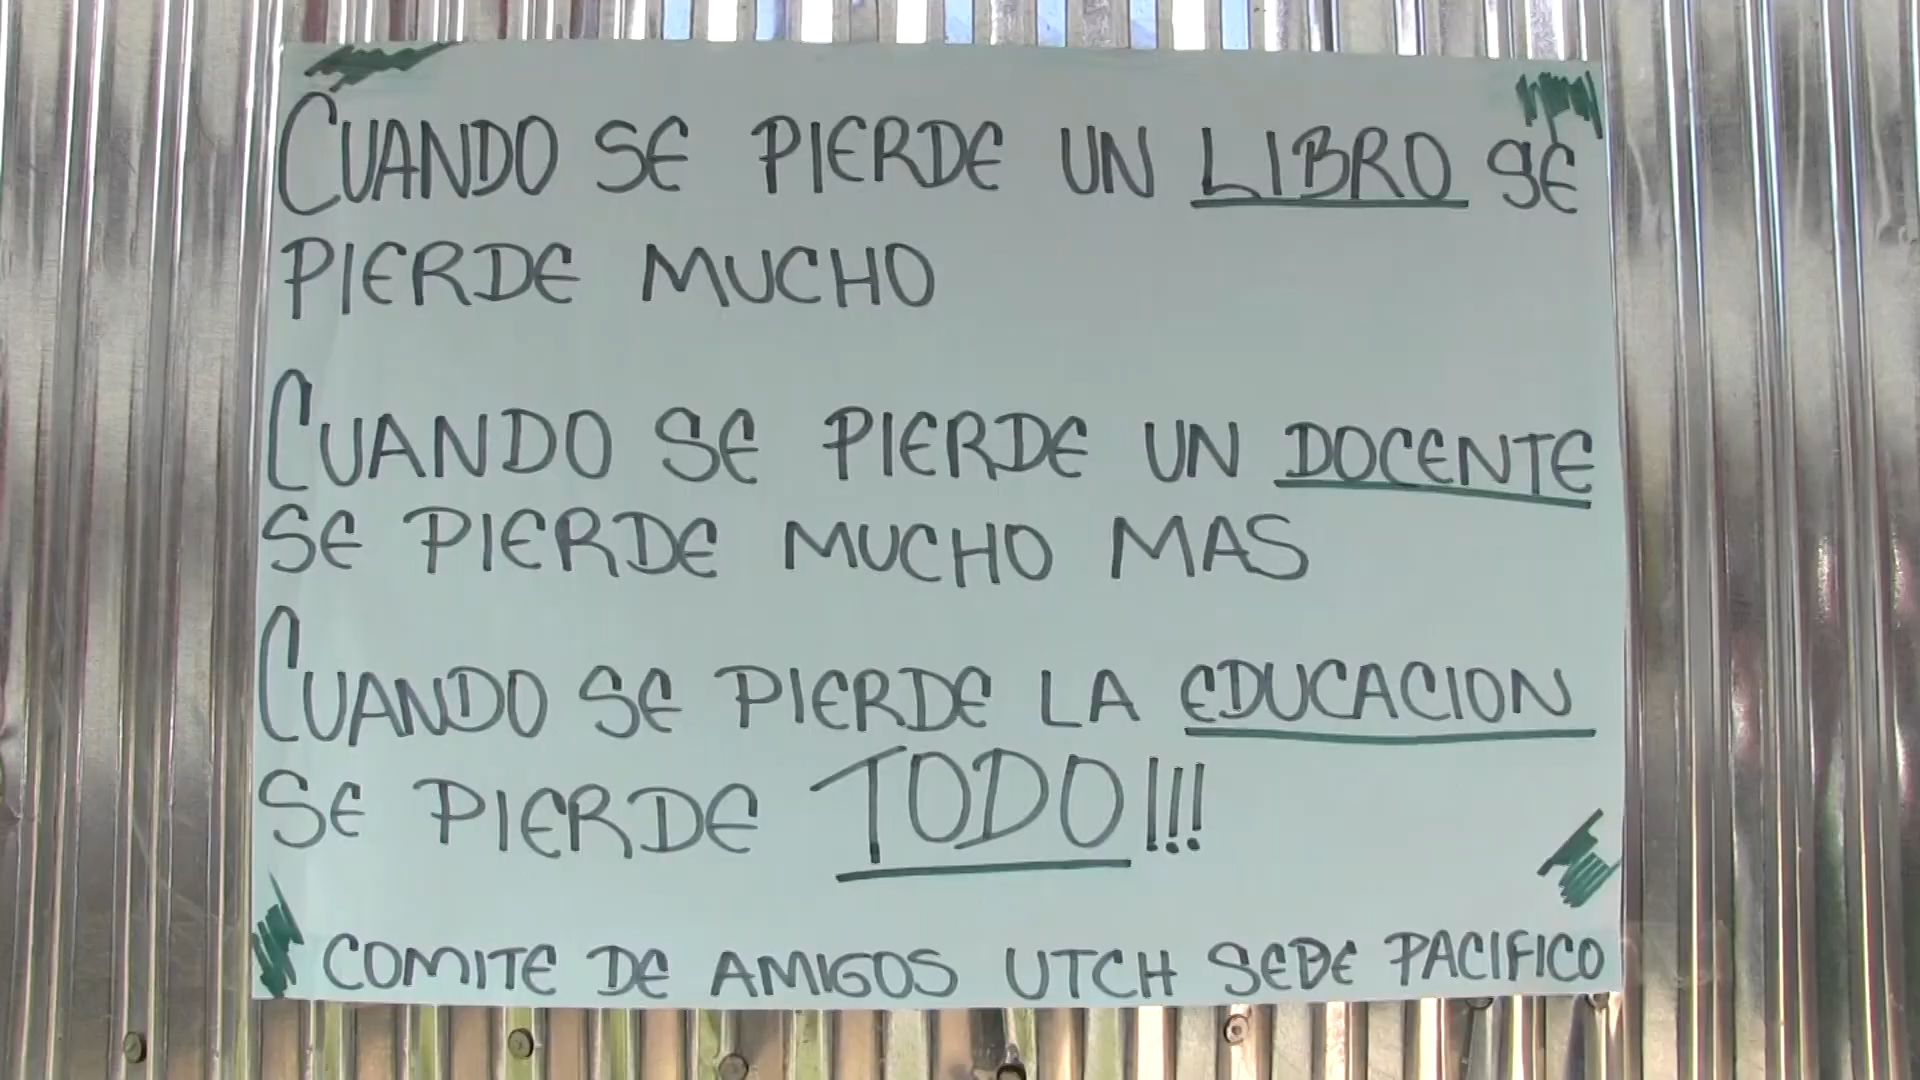 CUANDO SE PIERDE UN LIBRO SE
PIERDE MUCHO
CUANDO SE PIERDE UN DOCENTE
SE PIERDE MUCHO MAS
CUANDO SE PIERDE LA EDUCACION
SE PIERDE TODO!!!
COMITE DE AMIGOS UTCH SEDE PACIFICO